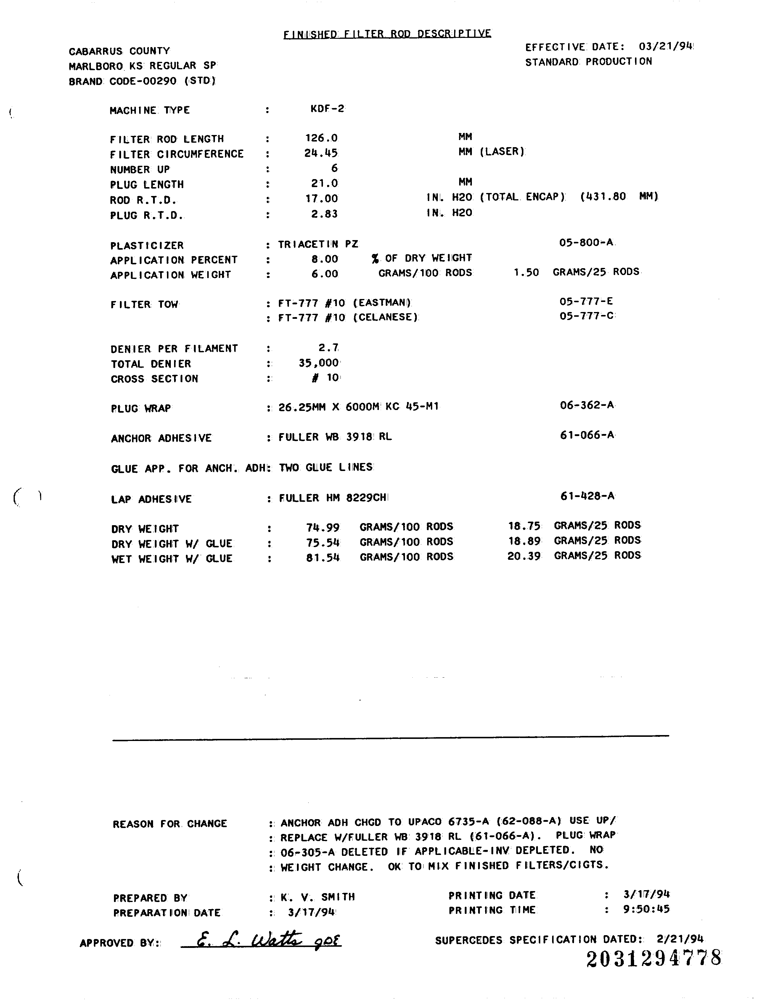 FINISHED FILTER ROD DESCRIPTIVE
CABARRUS COUNTY EFFECTIVE DATE: 03/21/94
MARLBORO KS REGULAR SP STANDARD PRODUCTION
BRAND CODE-00290 (STD)
MACHINE TYPE : KDF-2
FILTER ROD LENGTH : 126.0 MM
FILTER CIRCUMFERENCE : 24.45 MM (LASER)
NUMBER UP : 6
PLUG LENGTH : 21.0 MM
ROD R.T.D. : 17.00 IN. H2O (TOTAL ENCAP) (431.80 MM)
PLUG R.T.D. : 2.83 IN. H2O
PLASTICIZER : TRIACETIN PZ 05-800-A
APPLICATION PERCENT : 8.00 % OF DRY WEIGHT
APPLICATION WEIGHT : 6.00 GRAMS/100 RODS 1.50 GRAMS/25 RODS
FILTER TOW : FT-777 #10 (EASTMAN) 05-777-E
: FT-777 #10 (CELANESE) 05-777-C
DENIER PER FILAMENT : 2.7
TOTAL DENIER : 35,000
CROSS SECTION : # 10
PLUG WRAP : 26.25MM X 6000M KC 45-M1 06-362-A
ANCHOR ADHESIVE : FULLER WB 3918 RL 61-066-A
GLUE APP. FOR ANCH. ADH: TWO GLUE LINES
LAP ADHESIVE : FULLER HM 8229CH 61-428-A
DRY WEIGHT : 74.99 GRAMS/100 RODS 18.75 GRAMS/25 RODS
DRY WEIGHT W/ GLUE : 75.54 GRAMS/100 RODS 18.89 GRAMS/25 RODS
WET WEIGHT W/ GLUE : 81.54 GRAMS/100 RODS 20.39 GRAMS/25 RODS
REASON FOR CHANGE : ANCHOR ADH CHGD TO UPACO 6735-A (62-088-A) USE UP/
: REPLACE W/FULLER WB 3918 RL (61-066-A). PLUG WRAP
: 06-305-A DELETED IF APPLICABLE-INV DEPLETED. NO
: WEIGHT CHANGE. OK TO MIX FINISHED FILTERS/CIGTS.
PREPARED BY : K. V. SMITH PRINTING DATE : 3/17/94
PREPARATION DATE : 3/17/94 PRINTING TIME : 9:50:45
APPROVED BY: E. L. Watts SUPERCEDES SPECIFICATION DATED: 2/21/94
2031294778